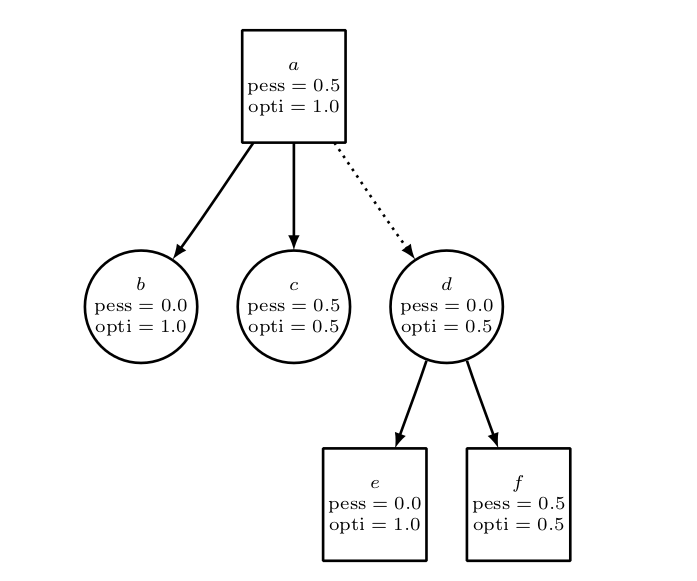 a
pess = 0.5
opti = 1.0
b
pess = 0.0
opti = 1.0
c
pess = 0.5
opti = 0.5
d
pess = 0.0
opti = 0.5
e
pess = 0.0
opti = 1.0
f
pess = 0.5
opti = 0.5